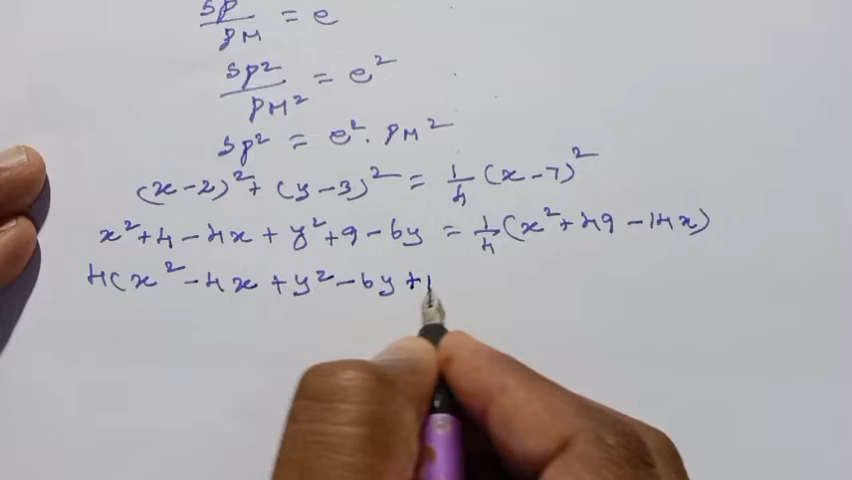 SP/PM = e
SP²/PM² = e²
SP² = e². PM²
(x-2)² + (y-3)² = 1/4 (x-7)²
x² + 4 - 4x + y² + 9 - 6y = 1/4 (x² + 49 - 14x)
4(x² - 4x + y² - 6y + 1